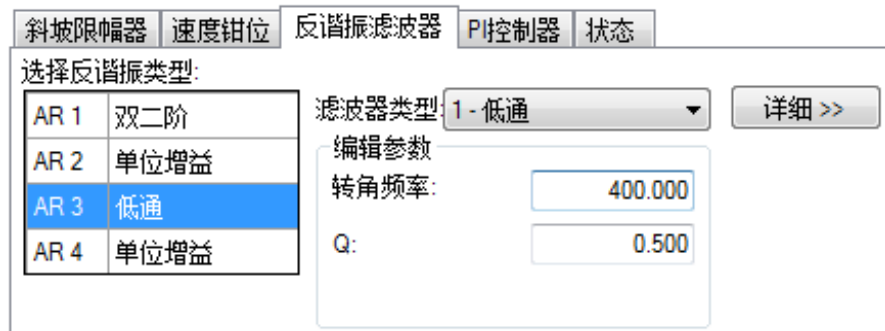 斜坡限幅器 速度钳位 反谐振滤波器 PI控制器 状态
选择反谐振类型:
AR 1 双二阶
AR 2 单位增益
AR 3 低通
AR 4 单位增益
滤波器类型: 1 - 低通 详细 >>
编辑参数
转角频率: 400.000
Q: 0.500